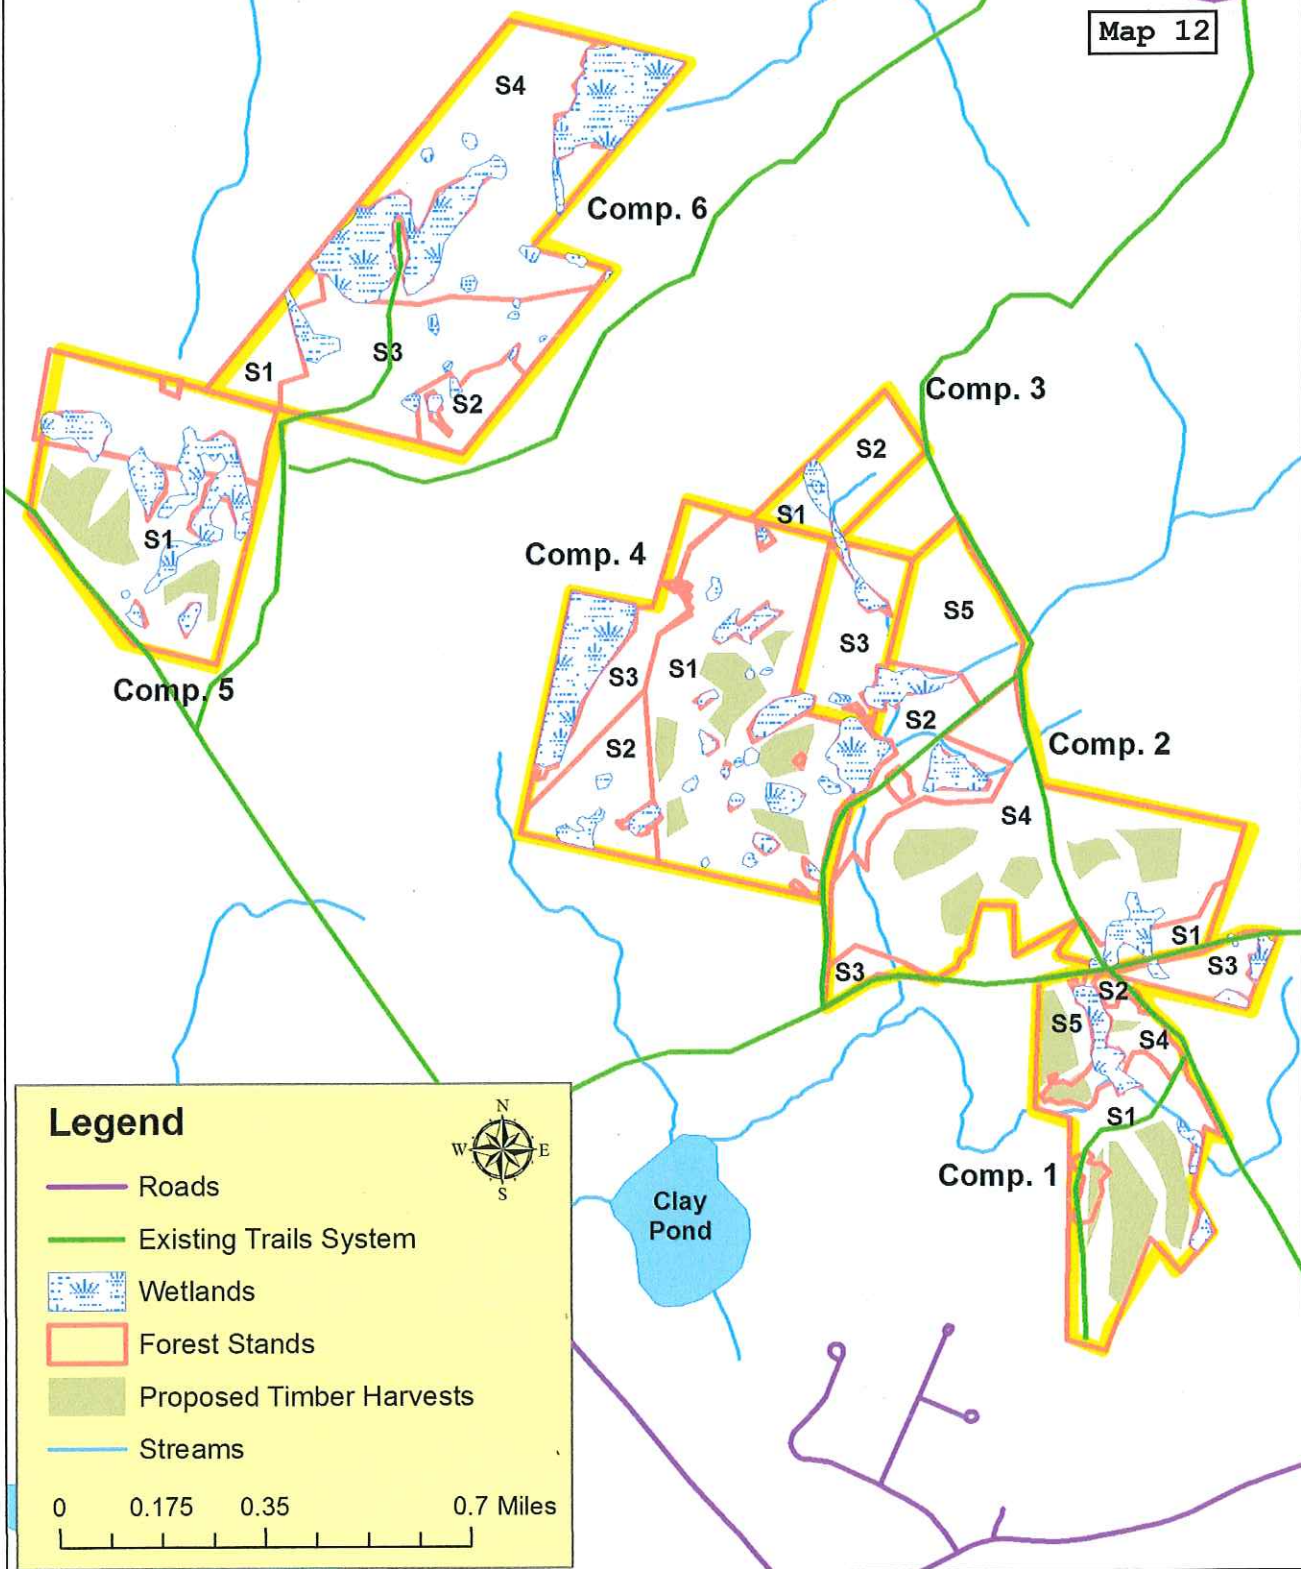 Map 12
S4
Comp. 6
S3
S1
S2
Comp. 3
S2
S1
Comp. 4
S1
S5
S3
S1
S3
Comp. 5
S2
S2
Comp. 2
S4
S1
S3
S3
S2
S5
S4
S1
Comp. 1
Clay
Pond
Legend
N
W E
S
Roads
Existing Trails System
Wetlands
Forest Stands
Proposed Timber Harvests
Streams
0 0.175 0.35 0.7 Miles